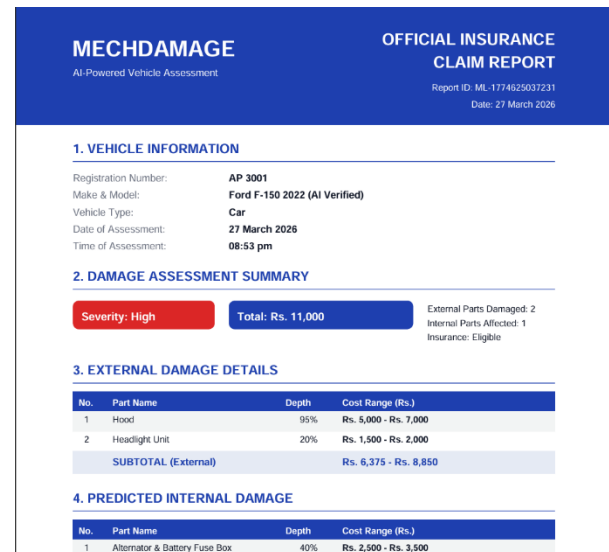 MECHDAMAGE
AI-Powered Vehicle Assessment
OFFICIAL INSURANCE
CLAIM REPORT
Report ID: ML-1774625037231
Date: 27 March 2026
1. VEHICLE INFORMATION
Registration Number: AP 3001
Make & Model: Ford F-150 2022 (AI Verified)
Vehicle Type: Car
Date of Assessment: 27 March 2026
Time of Assessment: 08:53 pm
2. DAMAGE ASSESSMENT SUMMARY
Severity: High
Total: Rs. 11,000
External Parts Damaged: 2
Internal Parts Affected: 1
Insurance: Eligible
3. EXTERNAL DAMAGE DETAILS
No. Part Name Depth Cost Range (Rs.)
1 Hood 95% Rs. 5,000 - Rs. 7,000
2 Headlight Unit 20% Rs. 1,500 - Rs. 2,000
SUBTOTAL (External) Rs. 6,375 - Rs. 8,850
4. PREDICTED INTERNAL DAMAGE
No. Part Name Depth Cost Range (Rs.)
1 Alternator & Battery Fuse Box 40% Rs. 2,500 - Rs. 3,500